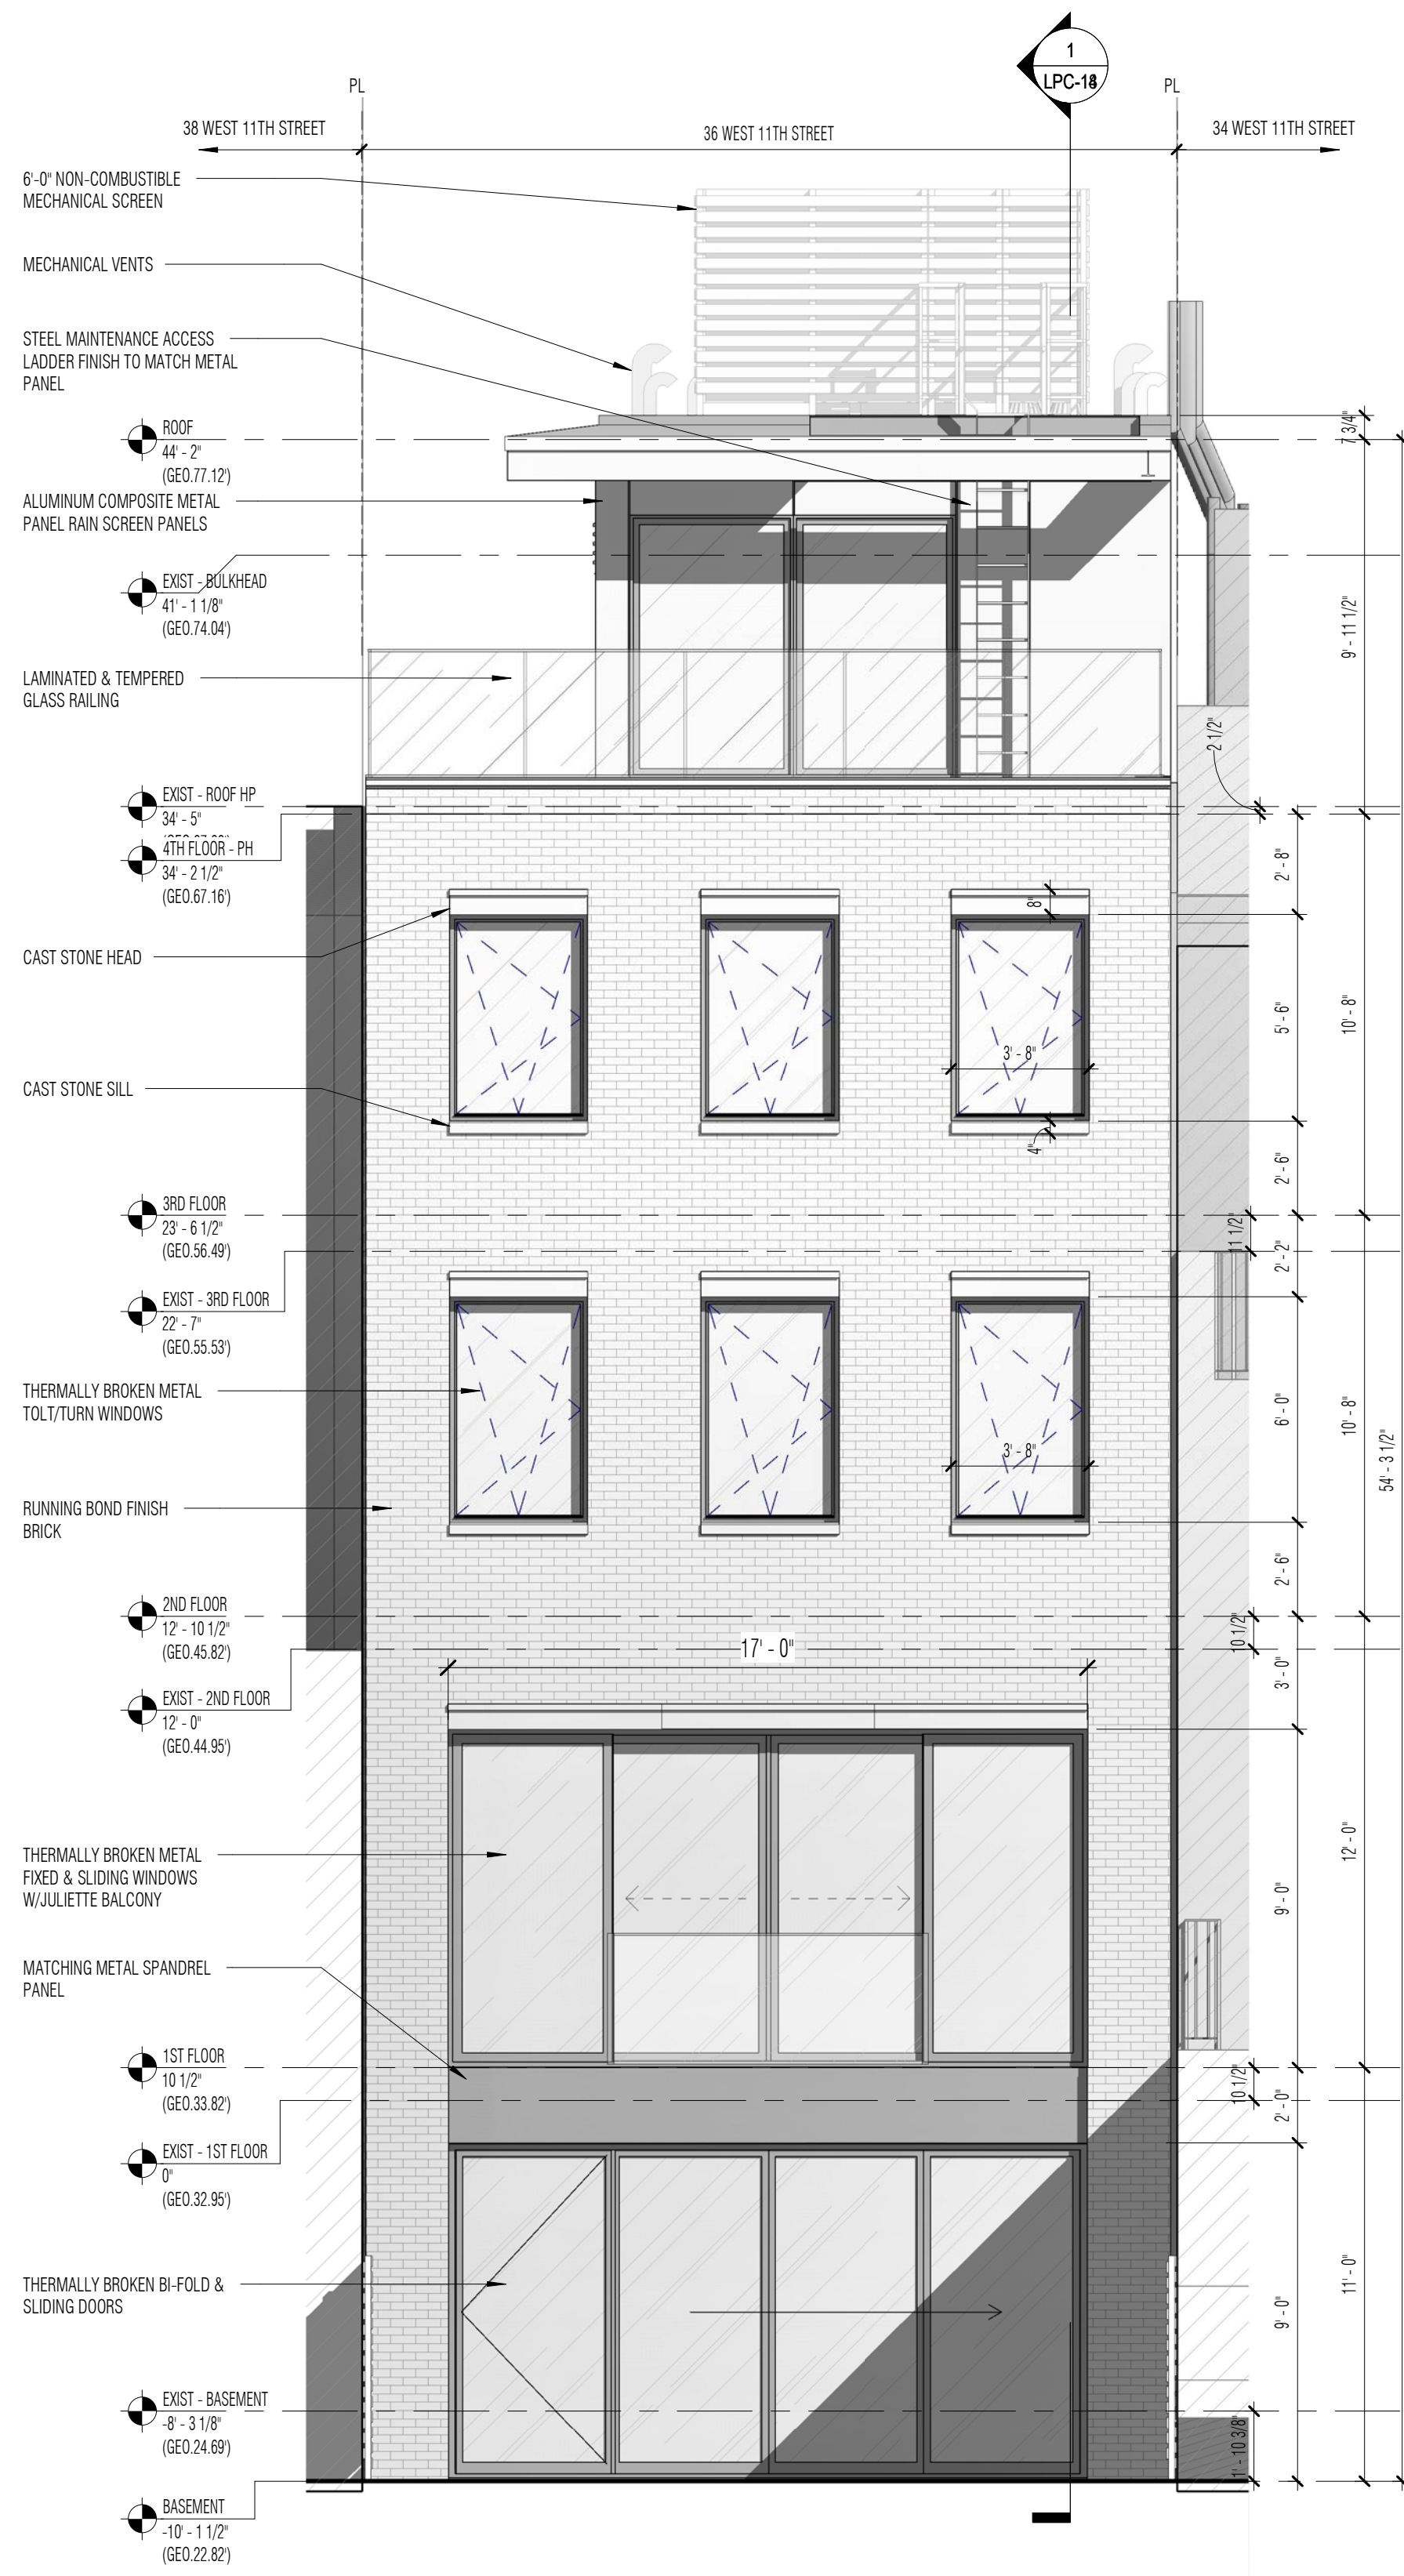 1
PL
PL
38 WEST 11TH STREET
36 WEST 11TH STREET
34 WEST 11TH STREET
6'-0" NON-COMBUSTIBLE
MECHANICAL SCREEN
MECHANICAL VENTS
STEEL MAINTENANCE ACCESS
LADDER FINISH TO MATCH METAL
PANEL
ROOF
44' - 2"
(GEO.77.12')
ALUMINUM COMPOSITE METAL
PANEL RAIN SCREEN PANELS
EXIST - BULKHEAD
41' - 1 1/8"
(GEO.74.04')
LAMINATED & TEMPERED
GLASS RAILING
EXIST - ROOF HP
34' - 5"
4TH FLOOR - PH
34' - 2 1/2"
(GEO.67.16')
CAST STONE HEAD
CAST STONE SILL
3RD FLOOR
23' - 6 1/2"
(GEO.56.49')
EXIST - 3RD FLOOR
22' - 7"
(GEO.55.53')
THERMALLY BROKEN METAL
TOLT/TURN WINDOWS
RUNNING BOND FINISH
BRICK
2ND FLOOR
12' - 10 1/2"
(GEO.45.82')
EXIST - 2ND FLOOR
12' - 0"
(GEO.44.95')
THERMALLY BROKEN METAL
FIXED & SLIDING WINDOWS
W/JULIETTE BALCONY
MATCHING METAL SPANDREL
PANEL
1ST FLOOR
10 1/2"
(GEO.33.82')
EXIST - 1ST FLOOR
0"
(GEO.32.95')
THERMALLY BROKEN BI-FOLD &
SLIDING DOORS
EXIST - BASEMENT
-8' - 3 1/8"
(GEO.24.69')
BASEMENT
-10' - 1 1/2"
(GEO.22.82')
8"
3' - 8"
4"
3' - 8"
17' - 0"
7 3/4"
9' - 11 1/2"
2 1/2"
2' - 8"
5' - 6"
10' - 8"
2' - 6"
11 1/2"
2' - 2"
6' - 0"
10' - 8"
54' - 3 1/2"
2' - 6"
10 1/2"
3' - 0"
9' - 0"
12' - 0"
10 1/2"
2' - 0"
9' - 0"
11' - 0"
1' - 10 3/8"